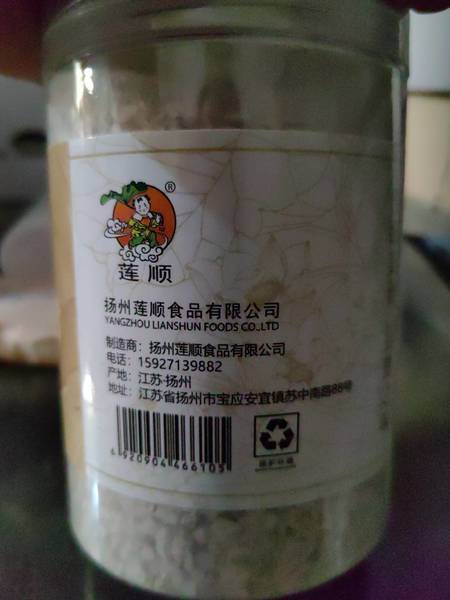 ®
莲 顺
扬州莲顺食品有限公司
YANGZHOU LIANSHUN FOODS CO.,LTD
制造商：扬州莲顺食品有限公司
电话：15927139882
产地：江苏·扬州
地址：江苏省扬州市宝应安宜镇苏中南路88号
6920904466105